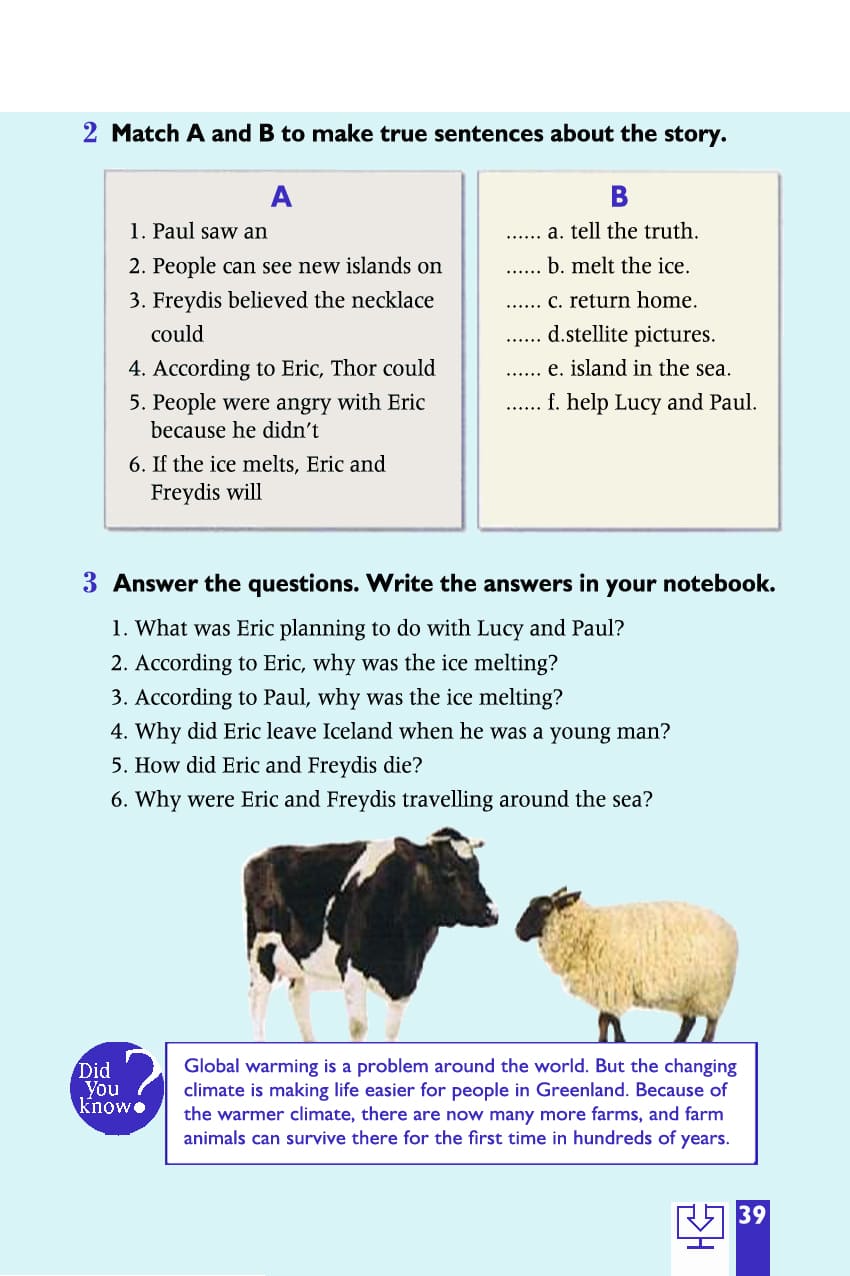 2 Match A and B to make true sentences about the story.
A
1. Paul saw an
2. People can see new islands on
3. Freydis believed the necklace
could
4. According to Eric, Thor could
5. People were angry with Eric
because he didn't
6. If the ice melts, Eric and
Freydis will
B
...... a. tell the truth.
...... b. melt the ice.
...... c. return home.
...... d.stellite pictures.
...... e. island in the sea.
...... f. help Lucy and Paul.
3 Answer the questions. Write the answers in your notebook.
1. What was Eric planning to do with Lucy and Paul?
2. According to Eric, why was the ice melting?
3. According to Paul, why was the ice melting?
4. Why did Eric leave Iceland when he was a young man?
5. How did Eric and Freydis die?
6. Why were Eric and Freydis travelling around the sea?
Did
You
know?
Global warming is a problem around the world. But the changing
climate is making life easier for people in Greenland. Because of
the warmer climate, there are now many more farms, and farm
animals can survive there for the first time in hundreds of years.
39